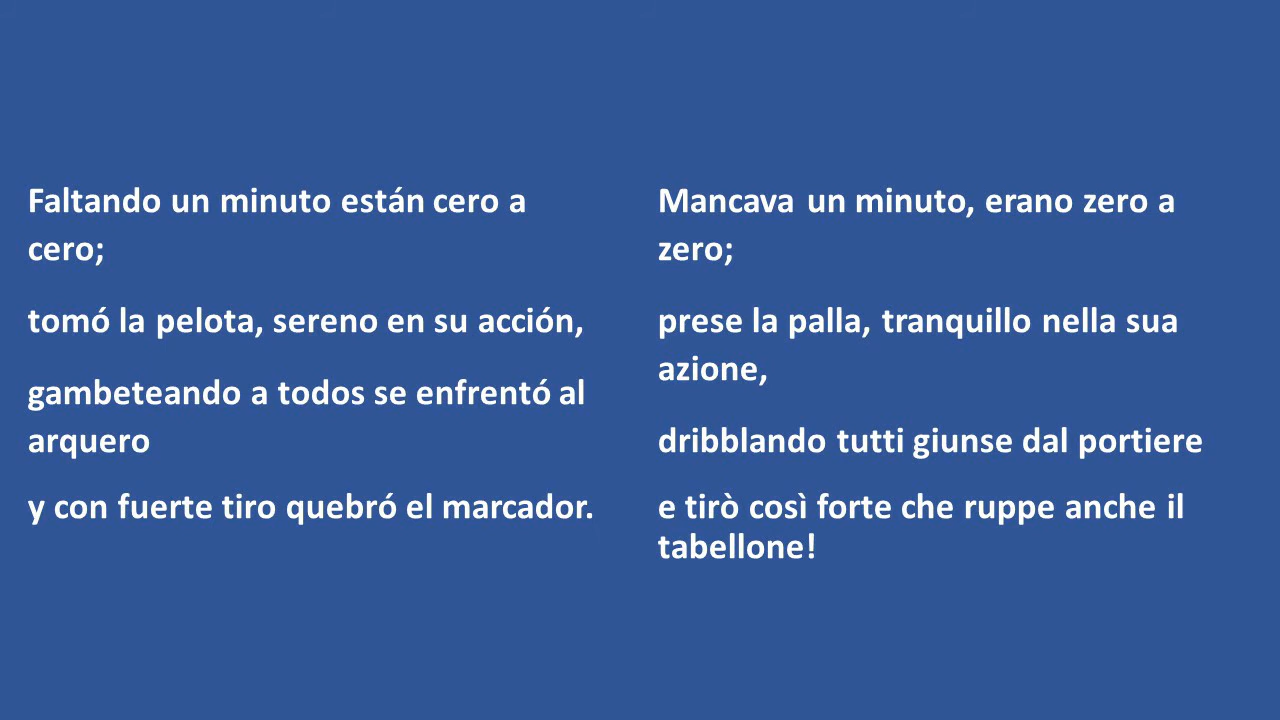 Faltando un minuto están cero a
cero;
tomó la pelota, sereno en su acción,
gambeteando a todos se enfrentó al
arquero
y con fuerte tiro quebró el marcador.
Mancava un minuto, erano zero a
zero;
prese la palla, tranquillo nella sua
azione,
dribblando tutti giunse dal portiere
e tirò così forte che ruppe anche il
tabellone!